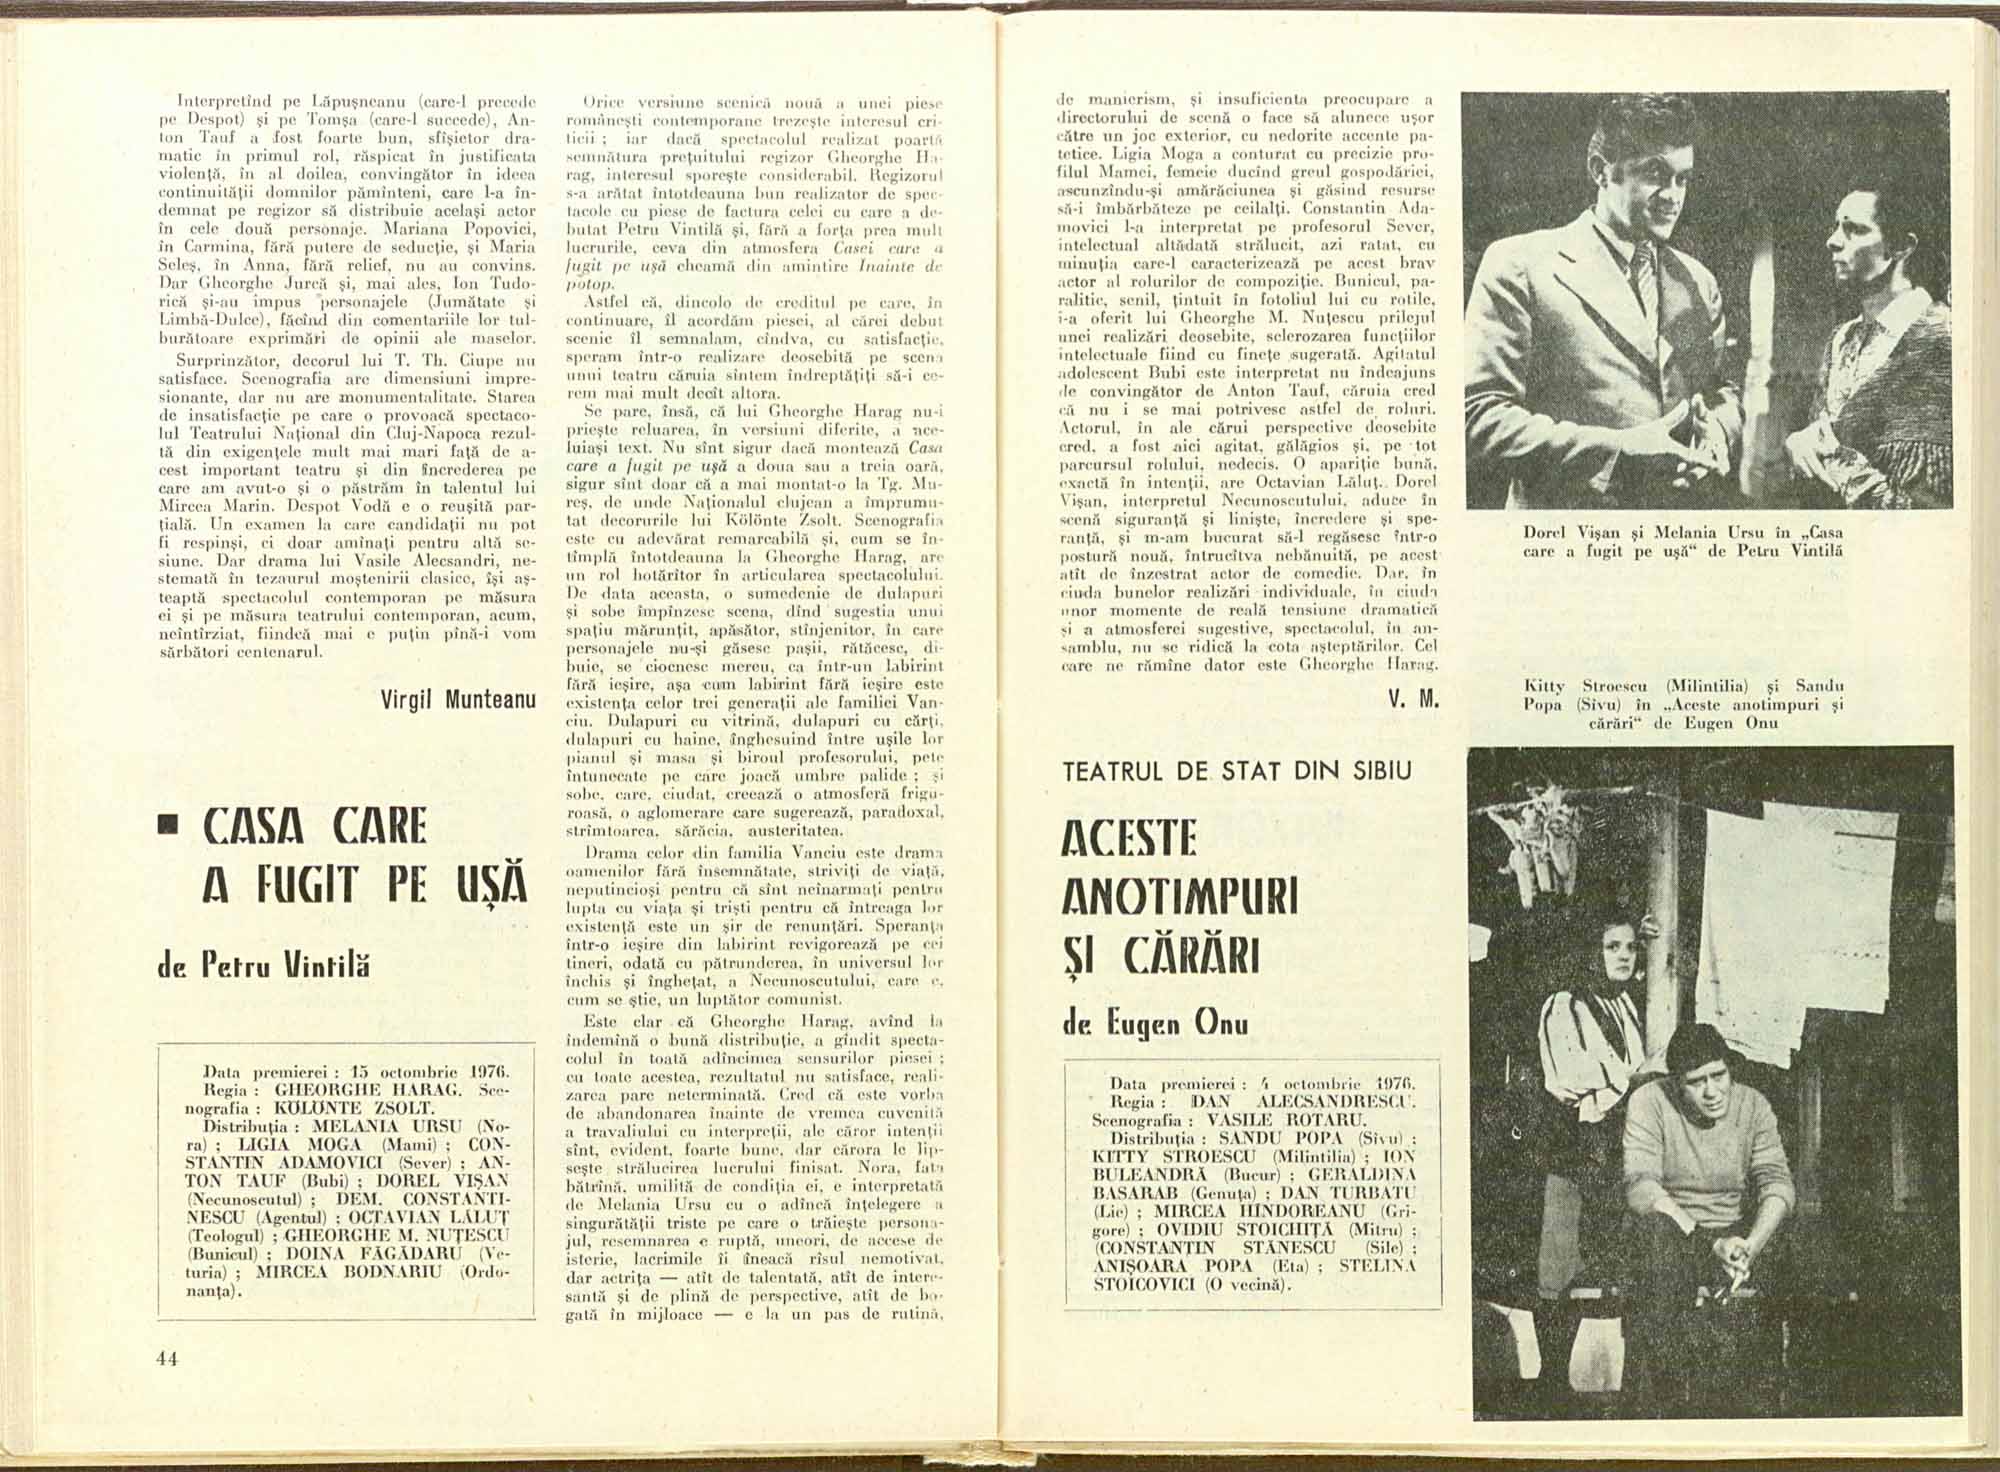 Interpretînd pe Lăpușneanu (care-l precede
pe Despot) și pe Tomșa (care-l succede), An-
ton Tauf a fost foarte bun, sfîșietor dra-
matic în primul rol, răspicat în justificata
violență, în al doilea, convingător în ideea
continuității domnilor pămînteni, care l-a în-
demnat pe regizor să distribuie același actor
în cele două personaje. Mariana Popovici,
în Carmina, fără putere de seducție, și Maria
Seleș, în Anna, fără relief, nu au convins.
Dar Gheorghe Jurcă și, mai ales, Ion Tudo-
rică și-au impus personajele (Jumătate și
Limbă-Dulce), făcînd din comentariile lor tul-
burătoare exprimări de opinii ale maselor.
Surprinzător, decorul lui T. Th. Ciupe nu
satisface. Scenografia are dimensiuni impre-
sionante, dar nu are monumentalitate. Starea
de insatisfacție pe care o provoacă spectaco-
lul Teatrului Național din Cluj-Napoca rezul-
tă din exigențele mult mai mari față de a-
cest important teatru și din încrederea pe
care am avut-o și o păstrăm în talentul lui
Mircea Marin. Despot Vodă e o reușită par-
țială. Un examen la care candidații nu pot
fi respinși, ci doar amînați pentru altă se-
siune. Dar drama lui Vasile Alecsandri, ne-
stemată în tezaurul moștenirii clasice, își aș-
teaptă spectacolul contemporan pe măsura
ei și pe măsura teatrului contemporan, acum,
neîntîrziat, fiindcă mai e puțin pînă-i vom
sărbători centenarul.
Virgil Munteanu
▪ CASA CARE
A FUGIT PE UȘĂ
de Petru Vintilă
Data premierei : 15 octombrie 1976.
Regia : GHEORGHE HARAG. Sce-
nografia : KÖLÖNTE ZSOLT.
Distribuția : MELANIA URSU (No-
ra) ; LIGIA MOGA (Mami) ; CON-
STANTIN ADAMOVICI (Sever) ; AN-
TON TAUF (Bubi) ; DOREL VIȘAN
(Necunoscutul) ; DEM. CONSTANTI-
NESCU (Agentul) ; OCTAVIAN LĂLUȚ
(Teologul) ; GHEORGHE M. NUȚESCU
(Bunicul) ; DOINA FĂGĂDARU (Ve-
turia) ; MIRCEA BODNARIU (Ordo-
nanța).
44
Orice versiune scenică nouă a unei piese
românești contemporane trezește interesul cri-
ticii ; iar dacă spectacolul realizat poartă
semnătura prețuitului regizor Gheorghe Ha-
rag, interesul sporește considerabil. Regizorul
s-a arătat întotdeauna bun realizator de spec-
tacole cu piese de factura celei cu care a de-
butat Petru Vintilă și, fără a forța prea mult
lucrurile, ceva din atmosfera Casei care a
fugit pe ușă cheamă din amintire Inainte de
potop.
Astfel că, dincolo de creditul pe care, în
continuare, îl acordăm piesei, al cărei debut
scenic îl semnalam, cîndva, cu satisfacție,
speram într-o realizare deosebită pe scena
unui teatru căruia sîntem îndreptățiți să-i ce-
rem mai mult decît altora.
Se pare, însă, că lui Gheorghe Harag nu-i
priește reluarea, în versiuni diferite, a ace-
luiași text. Nu sînt sigur dacă montează Casa
care a fugit pe ușă a doua sau a treia oară,
sigur sînt doar că a mai montat-o la Tg. Mu-
reș, de unde Naționalul clujean a împrumu-
tat decorurile lui Kölönte Zsolt. Scenografia
este cu adevărat remarcabilă și, cum se în-
tîmplă întotdeauna la Gheorghe Harag, are
un rol hotărîtor în articularea spectacolului.
De data aceasta, o sumedenie de dulapuri
și sobe împînzesc scena, dînd sugestia unui
spațiu mărunțit, apăsător, stînjenitor, în care
personajele nu-și găsesc pașii, rătăcesc, di-
buie, se ciocnesc mereu, ca într-un labirint
fără ieșire, așa cum labirint fără ieșire este
existența celor trei generații ale familiei Van-
ciu. Dulapuri cu vitrină, dulapuri cu cărți,
dulapuri cu haine, înghesuind între ușile lor
pianul și masa și biroul profesorului, pete
întunecate pe care joacă umbre palide ; și
sobe, care, ciudat, creează o atmosferă frigu-
roasă, o aglomerare care sugerează, paradoxal,
strîmtoarea, sărăcia, austeritatea.
Drama celor din familia Vanciu este drama
oamenilor fără însemnătate, striviți de viață,
neputincioși pentru că sînt neînarmați pentru
lupta cu viața și triști pentru că întreaga lor
existență este un șir de renunțări. Speranța
într-o ieșire din labirint revigorează pe cei
tineri, odată cu pătrunderea, în universul lor
închis și înghețat, a Necunoscutului, care e,
cum se știe, un luptător comunist.
Este clar că Gheorghe Harag, avînd la
îndemînă o bună distribuție, a gîndit specta-
colul în toată adîncimea sensurilor piesei ;
cu toate acestea, rezultatul nu satisface, reali-
zarea pare neterminată. Cred că este vorba
de abandonarea înainte de vremea cuvenită
a travaliului cu interpreții, ale căror intenții
sînt, evident, foarte bune, dar cărora le lip-
sește strălucirea lucrului finisat. Nora, fata
bătrînă, umilită de condiția ei, e interpretată
de Melania Ursu cu o adîncă înțelegere a
singurătății triste pe care o trăiește persona-
jul, resemnarea e ruptă, uneori, de accese de
isterie, lacrimile îi îneacă rîsul nemotivat,
dar actrița — atît de talentată, atît de intere-
santă și de plină de perspective, atît de bo-
gată în mijloace — e la un pas de rutină,
de manierism, și insuficienta preocupare a
directorului de scenă o face să alunece ușor
către un joc exterior, cu nedorite accente pa-
tetice. Ligia Moga a conturat cu precizie pro-
filul Mamei, femeie ducînd greul gospodăriei,
ascunzîndu-și amărăciunea și găsind resurse
să-i îmbărbăteze pe ceilalți. Constantin Ada-
movici l-a interpretat pe profesorul Sever,
intelectual altădată strălucit, azi ratat, cu
minuția care-l caracterizează pe acest brav
actor al rolurilor de compoziție. Bunicul, pa-
ralitic, senil, țintuit în fotoliul lui cu rotile,
i-a oferit lui Gheorghe M. Nuțescu prilejul
unei realizări deosebite, sclerozarea funcțiilor
intelectuale fiind cu finețe sugerată. Agitatul
adolescent Bubi este interpretat nu îndeajuns
de convingător de Anton Tauf, căruia cred
că nu i se mai potrivesc astfel de roluri.
Actorul, în ale cărui perspective deosebite
cred, a fost aici agitat, gălăgios și, pe tot
parcursul rolului, nedecis. O apariție bună,
exactă în intenții, are Octavian Lăluț. Dorel
Vișan, interpretul Necunoscutului, aduce în
scenă siguranță și liniște, încredere și spe-
ranță, și m-am bucurat să-l regăsesc într-o
postură nouă, întrucîtva nebănuită, pe acest
atît de înzestrat actor de comedie. Dar, în
ciuda bunelor realizări individuale, în ciuda
unor momente de reală tensiune dramatică
și a atmosferei sugestive, spectacolul, în an-
samblu, nu se ridică la cota așteptărilor. Cel
care ne rămîne dator este Gheorghe Harag.
V. M.
TEATRUL DE STAT DIN SIBIU
ACESTE
ANOTIMPURI
ȘI CĂRĂRI
de Eugen Onu
Data premierei : 4 octombrie 1976.
Regia : DAN ALECSANDRESCU.
Scenografia : VASILE ROTARU.
Distribuția : SANDU POPA (Sivu) ;
KITTY STROESCU (Milintilia) ; ION
BULEANDRĂ (Bucur) ; GERALDINA
BASARAB (Genuța) ; DAN TURBATU
(Lie) ; MIRCEA HINDOREANU (Gri-
gore) ; OVIDIU STOICHIȚĂ (Mitru) ;
(CONSTANTIN STĂNESCU (Sile) ;
ANIȘOARA POPA (Eta) ; STELINA
STOICOVICI (O vecină).
Dorel Vișan și Melania Ursu în „Casa
care a fugit pe ușă“ de Petru Vintilă
Kitty Stroescu (Milintilia) și Sandu
Popa (Sivu) în „Aceste anotimpuri și
cărări“ de Eugen Onu